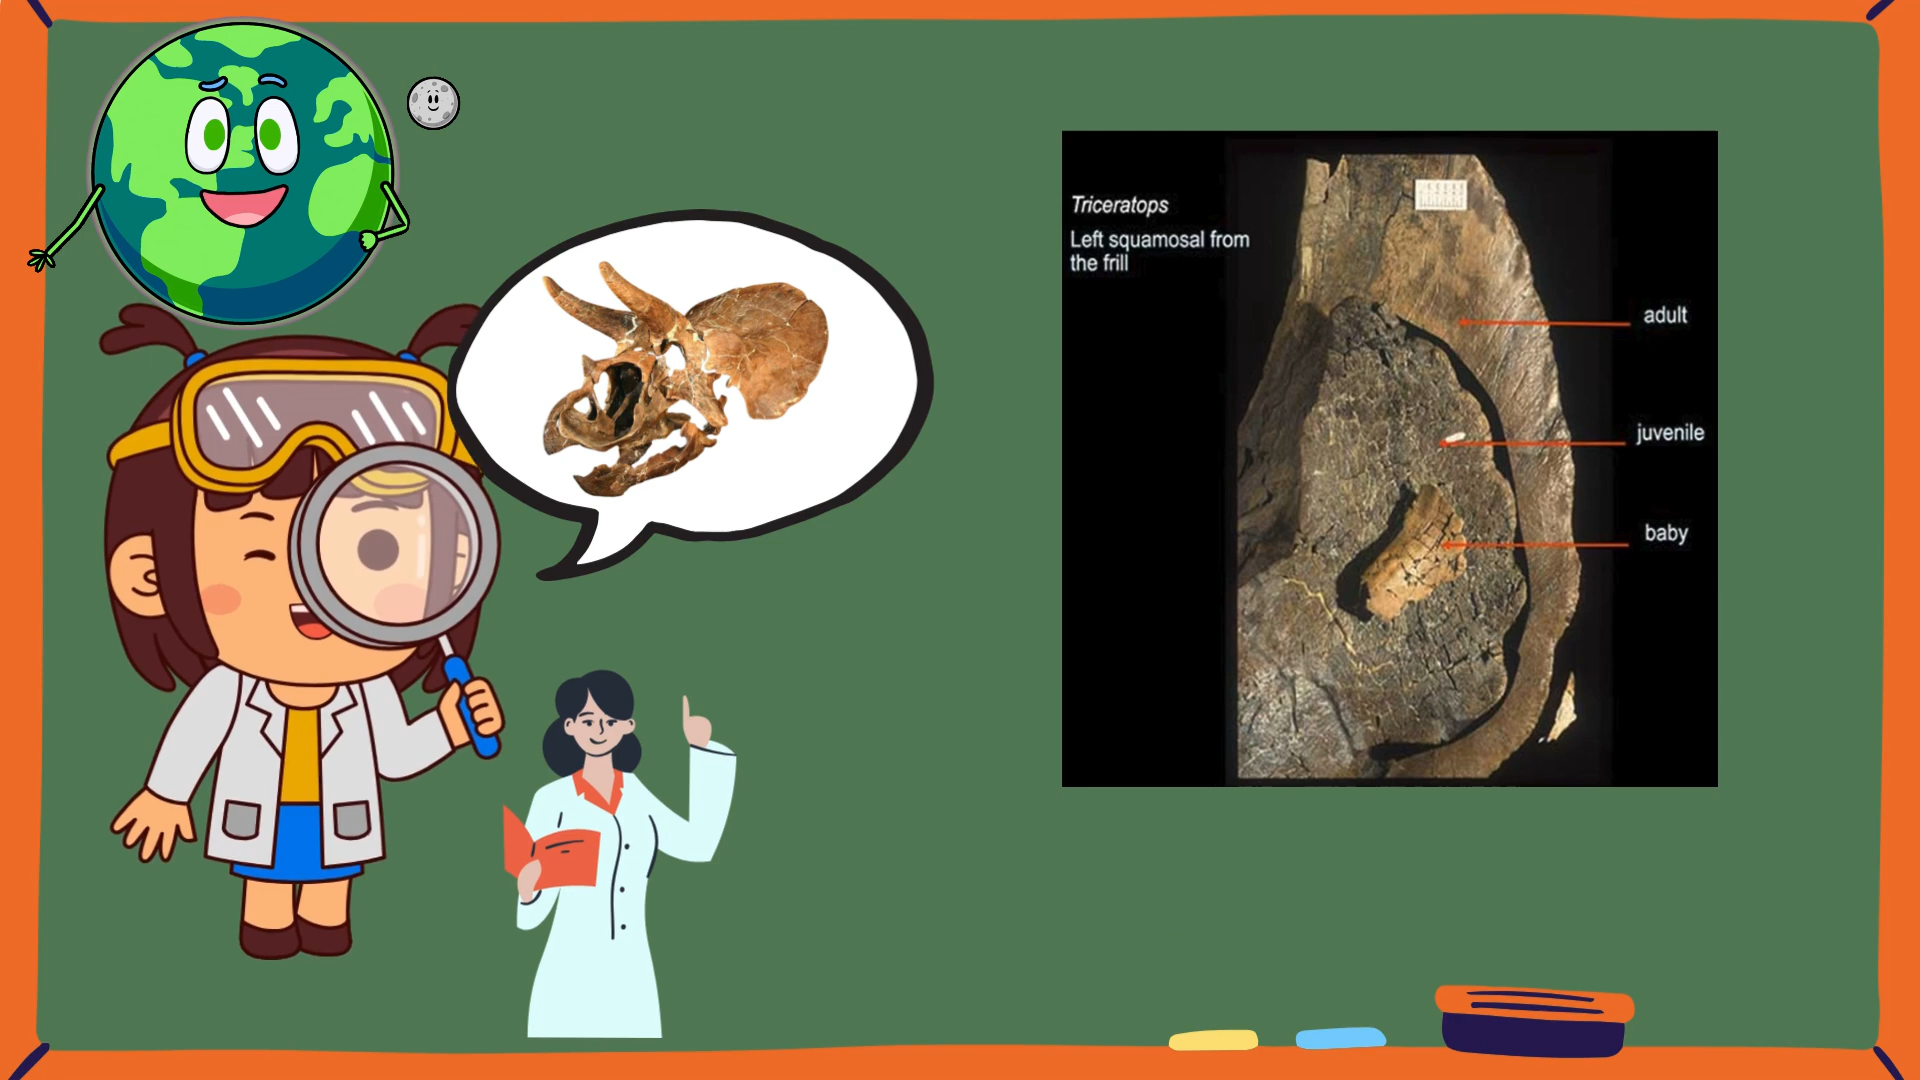 Triceratops
Left squamosal from
the frill
adult
juvenile
baby